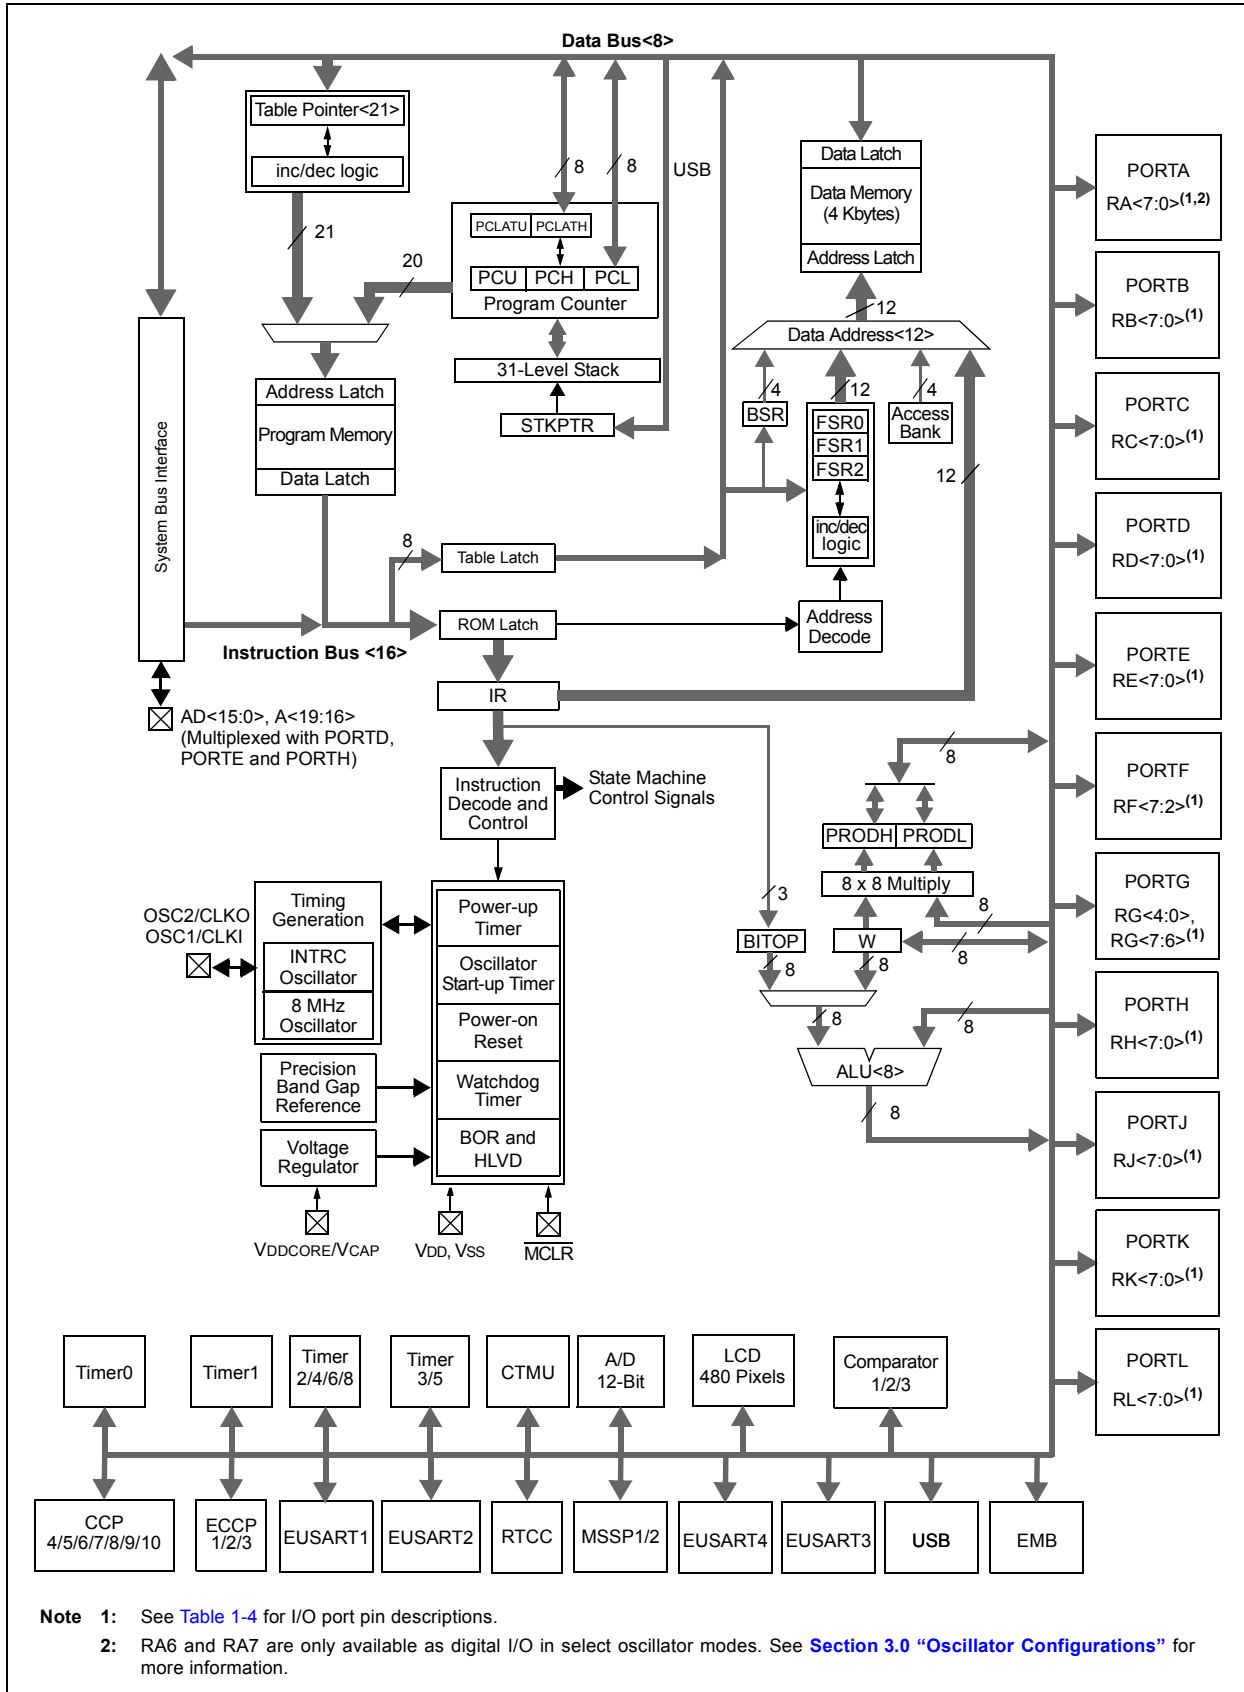 Data Bus<8>
Table Pointer<21>
inc/dec logic
21
20
8
8
USB
PCLATU
PCLATH
PCU
PCH
PCL
Program Counter
31-Level Stack
STKPTR
Data Latch
Data Memory
(4 Kbytes)
Address Latch
12
Data Address<12>
4
12
4
BSR
FSR0
FSR1
FSR2
inc/dec
logic
Access
Bank
12
System Bus Interface
Address Latch
Program Memory
Data Latch
8
Table Latch
ROM Latch
Address
Decode
Instruction Bus <16>
IR
AD<15:0>, A<19:16>
(Multiplexed with PORTD,
PORTE and PORTH)
Instruction
Decode and
Control
State Machine
Control Signals
8
PRODH
PRODL
8 x 8 Multiply
3
8
BITOP
W
8
8
8
8
8
ALU<8>
8
OSC2/CLKO
OSC1/CLKI
Timing
Generation
INTRC
Oscillator
8 MHz
Oscillator
Power-up
Timer
Oscillator
Start-up Timer
Power-on
Reset
Watchdog
Timer
BOR and
HLVD
Precision
Band Gap
Reference
Voltage
Regulator
VDDCORE/VCAP
VDD, VSS
MCLR
PORTA
RA<7:0>(1,2)
PORTB
RB<7:0>(1)
PORTC
RC<7:0>(1)
PORTD
RD<7:0>(1)
PORTE
RE<7:0>(1)
PORTF
RF<7:2>(1)
PORTG
RG<4:0>,
RG<7:6>(1)
PORTH
RH<7:0>(1)
PORTJ
RJ<7:0>(1)
PORTK
RK<7:0>(1)
PORTL
RL<7:0>(1)
Timer0
Timer1
Timer
2/4/6/8
Timer
3/5
CTMU
A/D
12-Bit
LCD
480 Pixels
Comparator
1/2/3
CCP
4/5/6/7/8/9/10
ECCP
1/2/3
EUSART1
EUSART2
RTCC
MSSP1/2
EUSART4
EUSART3
USB
EMB
Note 1: See Table 1-4 for I/O port pin descriptions.
2: RA6 and RA7 are only available as digital I/O in select oscillator modes. See Section 3.0 “Oscillator Configurations” for
more information.